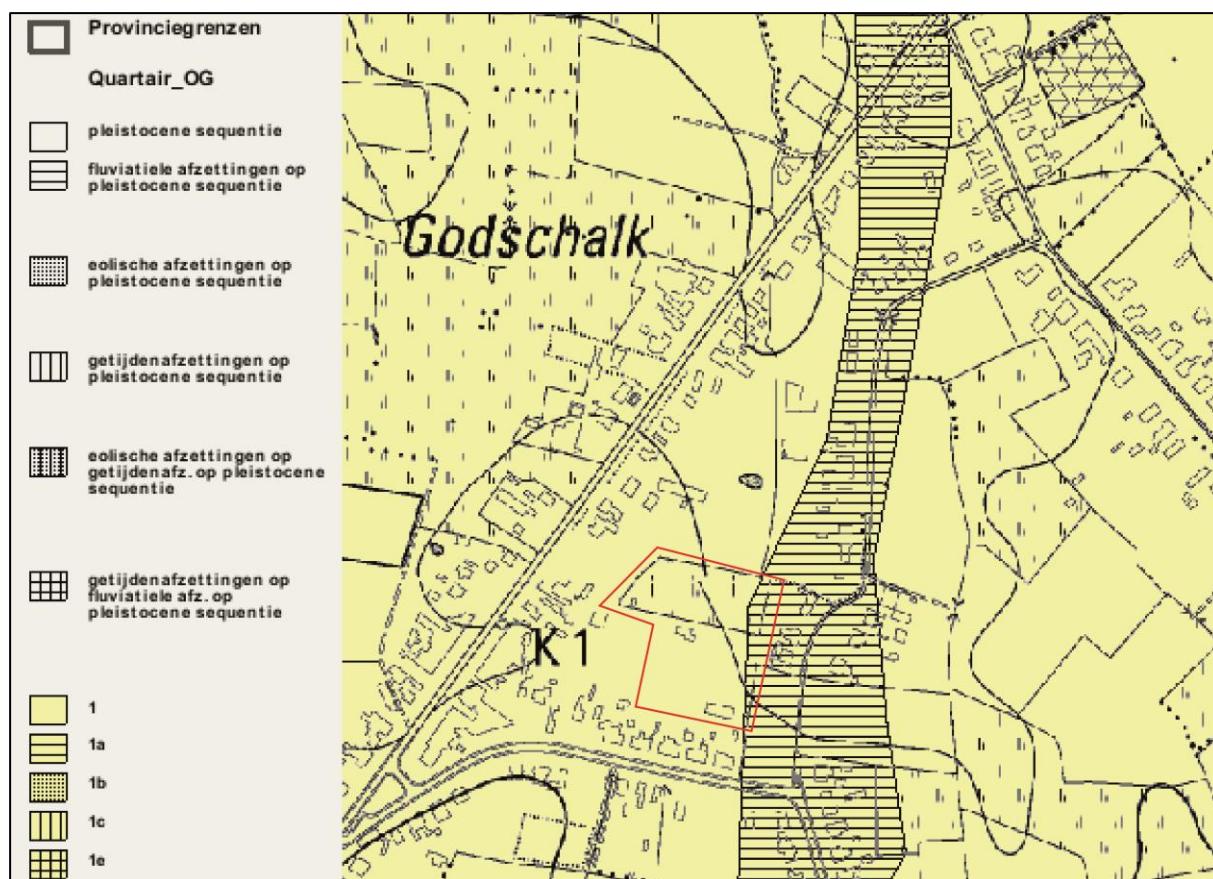 Provinciegrenzen
Quartair_OG
pleistocene sequentie
fluviatiele afzettingen op
pleistocene sequentie
eolische afzettingen op
pleistocene sequentie
getijdenafzettingen op
pleistocene sequentie
eolische afzettingen op
getijdenafz. op pleistocene
sequentie
getijdenafzettingen op
fluviatiele afz. op
pleistocene sequentie
1
1a
1b
1c
1e
Godschalk
K1